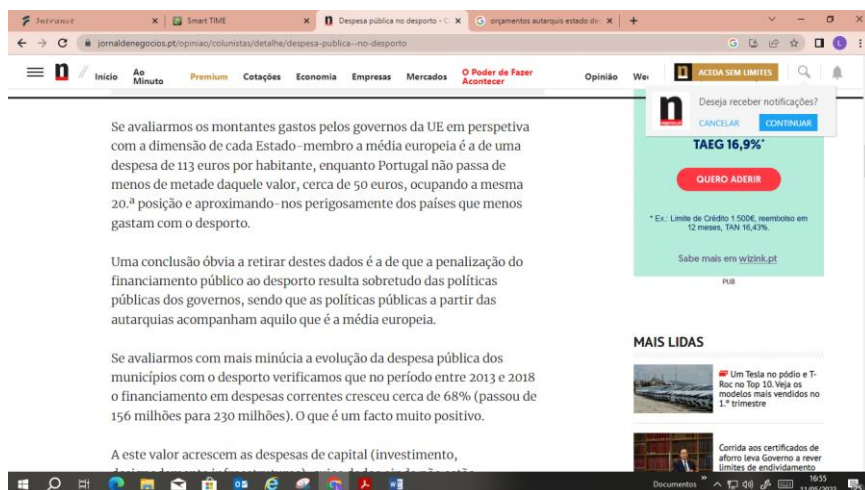 Intranet
Smart TIME
Despesa pública no desporto - C
orçamentos autarquis estado de
jornaldenegocios.pt/opiniao/colunistas/detalhe/despesa-publica--no-desporto
n // Início Ao Minuto Premium Cotações Economia Empresas Mercados O Poder de Fazer Acontecer Opinião We
n ACEDA SEM LIMITES
Deseja receber notificações?
CANCELAR CONTINUAR
Se avaliarmos os montantes gastos pelos governos da UE em perspetiva
com a dimensão de cada Estado-membro a média europeia é a de uma
despesa de 113 euros por habitante, enquanto Portugal não passa de
menos de metade daquele valor, cerca de 50 euros, ocupando a mesma
20.ª posição e aproximando-nos perigosamente dos países que menos
gastam com o desporto.
Uma conclusão óbvia a retirar destes dados é a de que a penalização do
financiamento público ao desporto resulta sobretudo das políticas
públicas dos governos, sendo que as políticas públicas a partir das
autarquias acompanham aquilo que é a média europeia.
Se avaliarmos com mais minúcia a evolução da despesa pública dos
municípios com o desporto verificamos que no período entre 2013 e 2018
o financiamento em despesas correntes cresceu cerca de 68% (passou de
156 milhões para 230 milhões). O que é um facto muito positivo.
A este valor acrescem as despesas de capital (investimento,
TAEG 16,9%*
QUERO ADERIR
* Ex.: Limite de Crédito 1.500€, reembolso em
12 meses, TAN 16,43%.
Sabe mais em wizink.pt
PUB
MAIS LIDAS
Um Tesla no pódio e T-
Roc no Top 10. Veja os
modelos mais vendidos no
1.º trimestre
Corrida aos certificados de
aforro leva Governo a rever
limites de endividamento
Documentos
16:55
11/05/2023